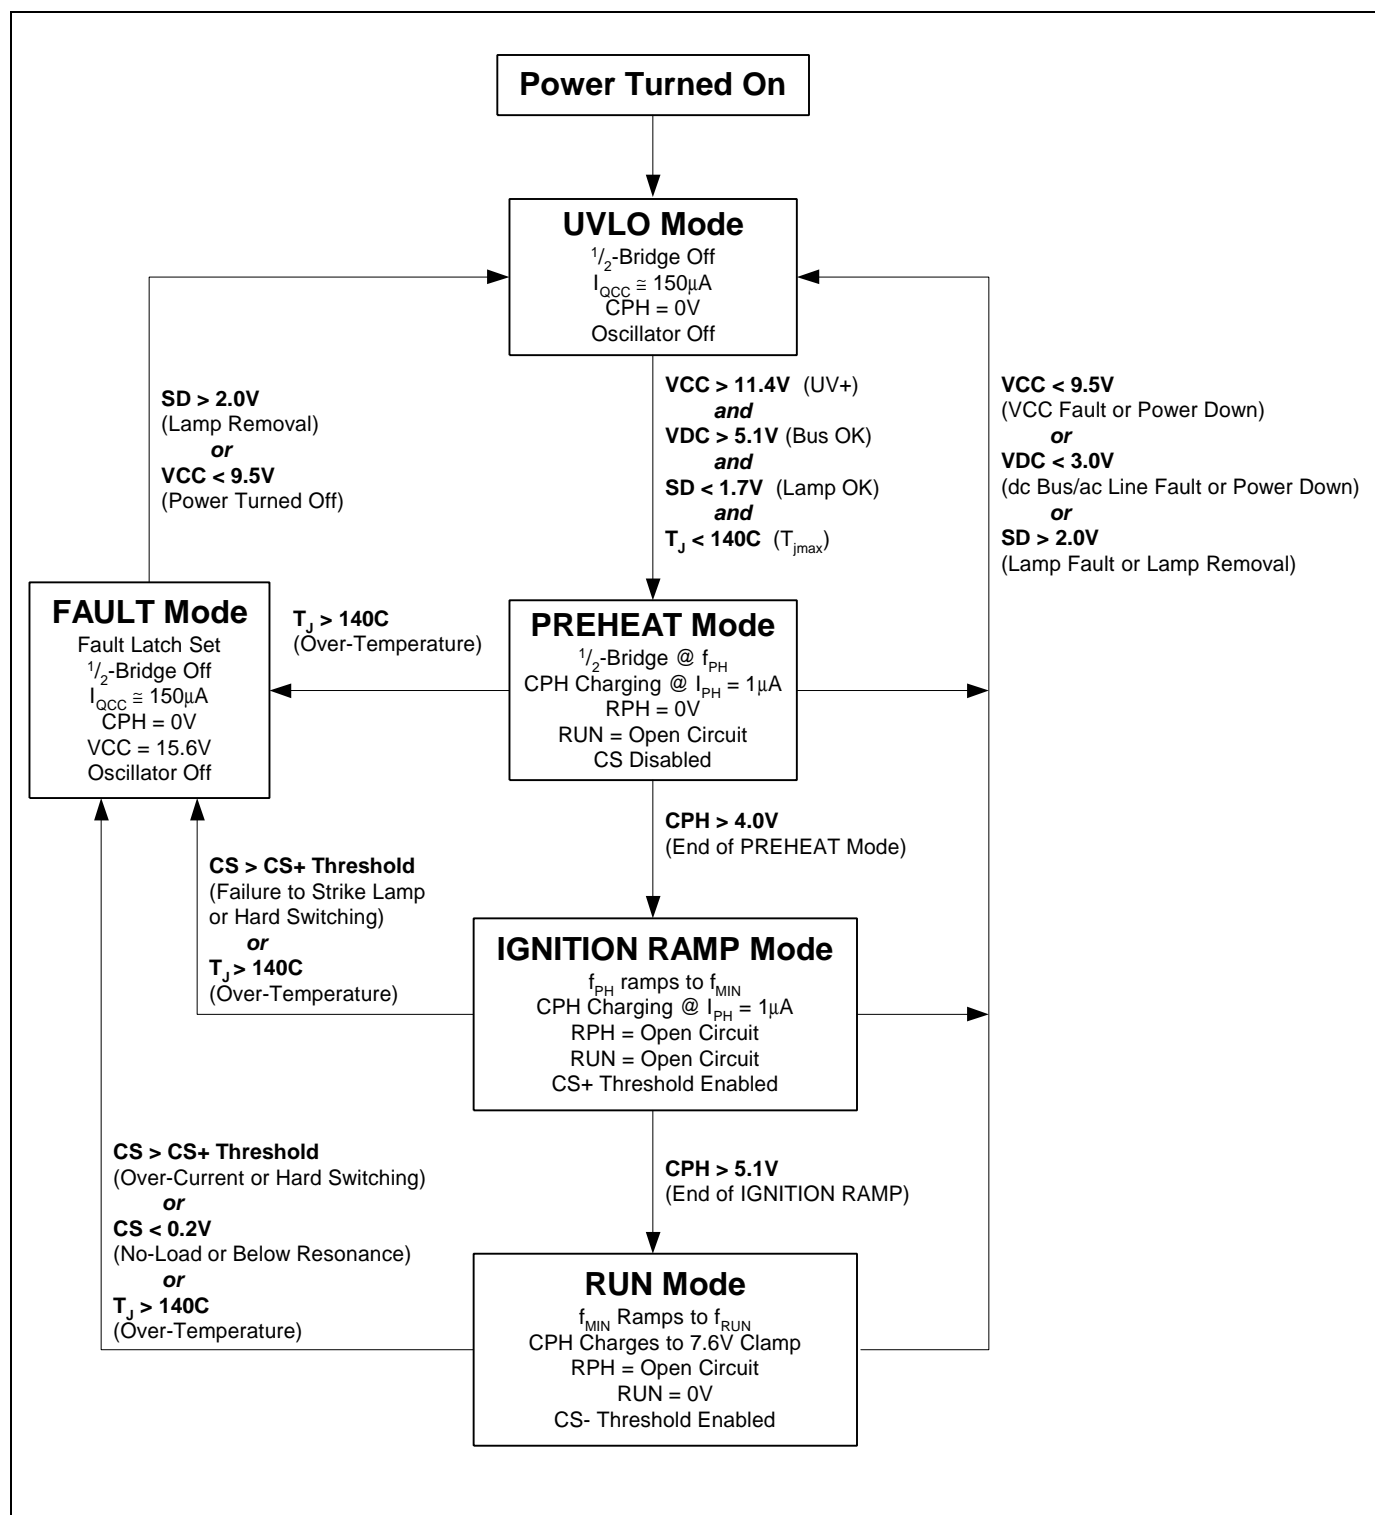 Power Turned On
UVLO Mode
1/2-Bridge Off
IQCC ≅ 150µA
CPH = 0V
Oscillator Off
SD > 2.0V
(Lamp Removal)
or
VCC < 9.5V
(Power Turned Off)
VCC > 11.4V (UV+)
and
VDC > 5.1V (Bus OK)
and
SD < 1.7V (Lamp OK)
and
TJ < 140C (Tjmax)
VCC < 9.5V
(VCC Fault or Power Down)
or
VDC < 3.0V
(dc Bus/ac Line Fault or Power Down)
or
SD > 2.0V
(Lamp Fault or Lamp Removal)
FAULT Mode
Fault Latch Set
1/2-Bridge Off
IQCC ≅ 150µA
CPH = 0V
VCC = 15.6V
Oscillator Off
TJ > 140C
(Over-Temperature)
PREHEAT Mode
1/2-Bridge @ fPH
CPH Charging @ IPH = 1µA
RPH = 0V
RUN = Open Circuit
CS Disabled
CPH > 4.0V
(End of PREHEAT Mode)
CS > CS+ Threshold
(Failure to Strike Lamp
or Hard Switching)
or
TJ > 140C
(Over-Temperature)
IGNITION RAMP Mode
fPH ramps to fMIN
CPH Charging @ IPH = 1µA
RPH = Open Circuit
RUN = Open Circuit
CS+ Threshold Enabled
CPH > 5.1V
(End of IGNITION RAMP)
CS > CS+ Threshold
(Over-Current or Hard Switching)
or
CS < 0.2V
(No-Load or Below Resonance)
or
TJ > 140C
(Over-Temperature)
RUN Mode
fMIN Ramps to fRUN
CPH Charges to 7.6V Clamp
RPH = Open Circuit
RUN = 0V
CS- Threshold Enabled